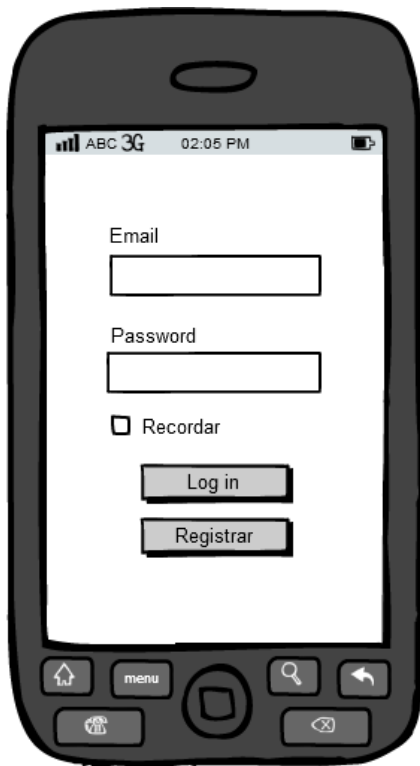 ABC 3G 02:05 PM
Email
Password
Recordar
Log in
Registrar
menu